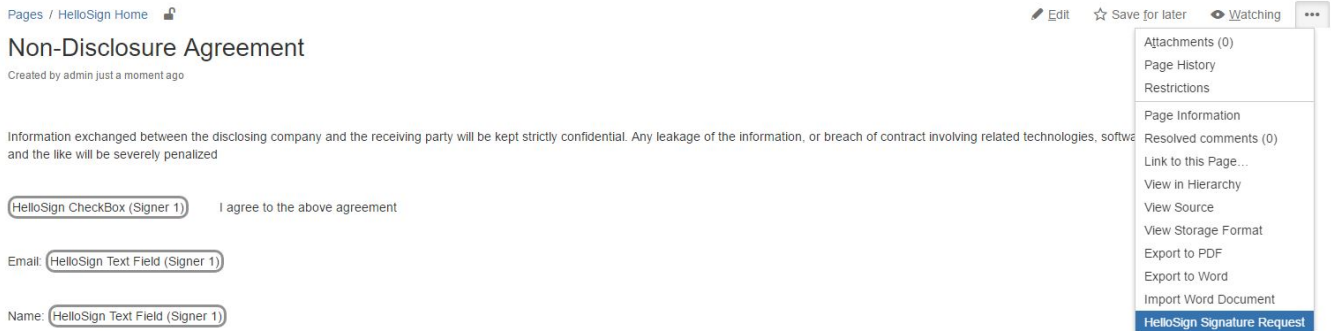 Pages / HelloSign Home
Edit Save for later Watching
Non-Disclosure Agreement
Created by admin just a moment ago
Information exchanged between the disclosing company and the receiving party will be kept strictly confidential. Any leakage of the information, or breach of contract involving related technologies,
and the like will be severely penalized
HelloSign CheckBox (Signer 1) I agree to the above agreement
Email: HelloSign Text Field (Signer 1)
Name: HelloSign Text Field (Signer 1)
Attachments (0)
Page History
Restrictions
Page Information
Resolved comments (0)
Link to this Page...
View in Hierarchy
View Source
View Storage Format
Export to PDF
Export to Word
Import Word Document
HelloSign Signature Request